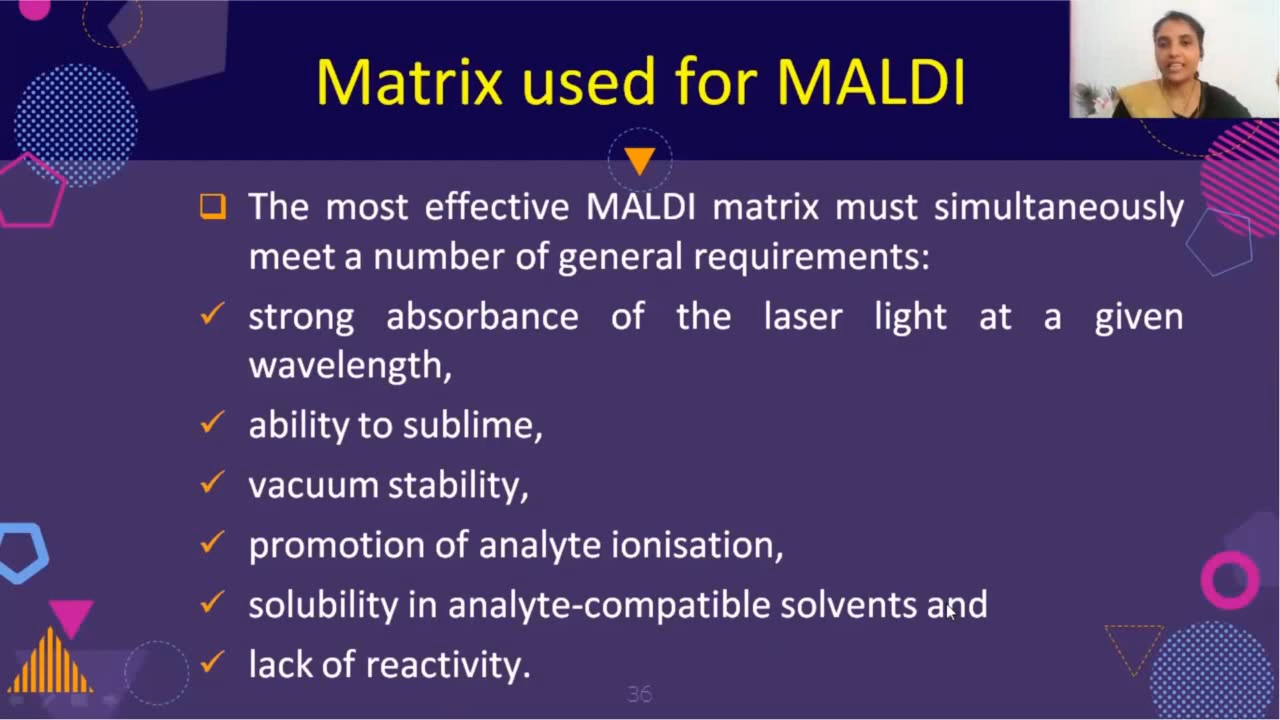 Matrix used for MALDI
❑ The most effective MALDI matrix must simultaneously
meet a number of general requirements:
✓ strong absorbance of the laser light at a given
wavelength,
✓ ability to sublime,
✓ vacuum stability,
✓ promotion of analyte ionisation,
✓ solubility in analyte-compatible solvents and
✓ lack of reactivity.
36